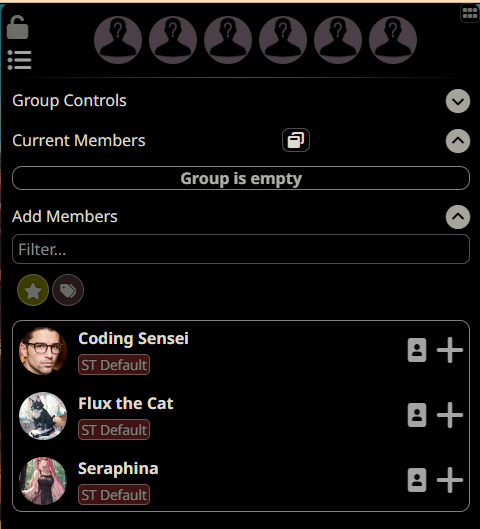 Group Controls
Current Members
Group is empty
Add Members
Filter...
Coding Sensei
ST Default
Flux the Cat
ST Default
Seraphina
ST Default